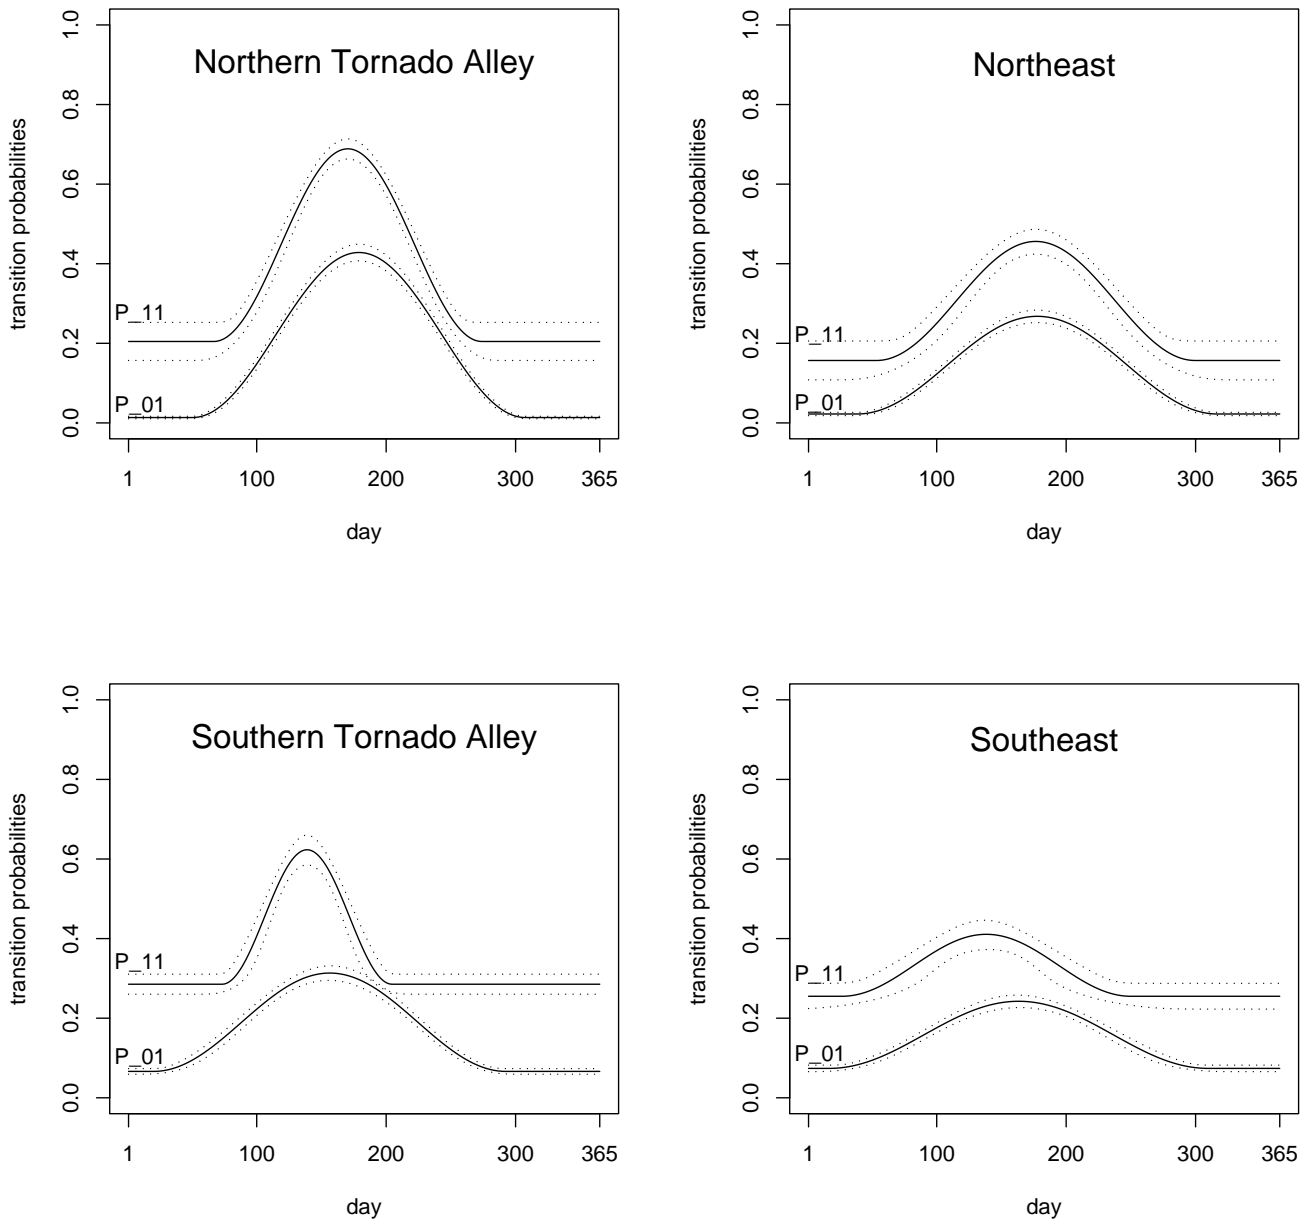 Northern Tornado Alley
transition probabilities
0.0 0.2 0.4 0.6 0.8 1.0
P_11
P_01
1 100 200 300 365
day
Northeast
transition probabilities
0.0 0.2 0.4 0.6 0.8 1.0
P_11
P_01
1 100 200 300 365
day
Southern Tornado Alley
transition probabilities
0.0 0.2 0.4 0.6 0.8 1.0
P_11
P_01
1 100 200 300 365
day
Southeast
transition probabilities
0.0 0.2 0.4 0.6 0.8 1.0
P_11
P_01
1 100 200 300 365
day